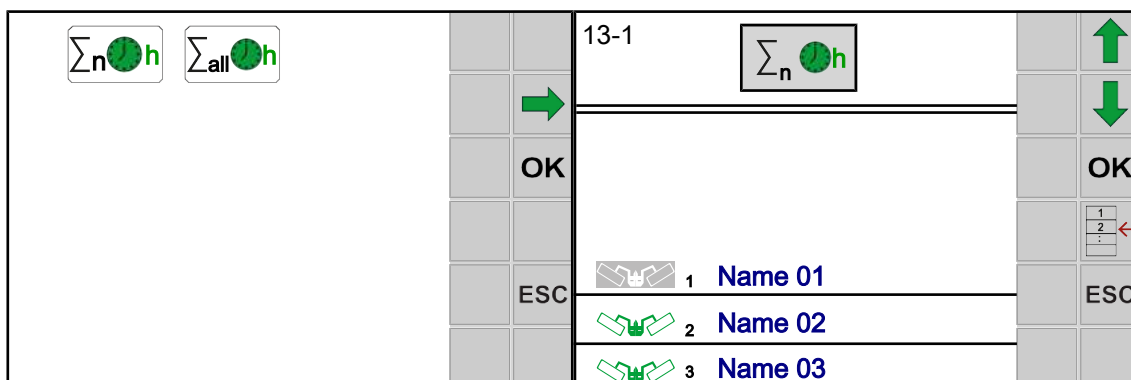 ∑n h ∑all h
OK
ESC
13-1
∑n h
OK
1
2
:
ESC
1 Name 01
2 Name 02
3 Name 03